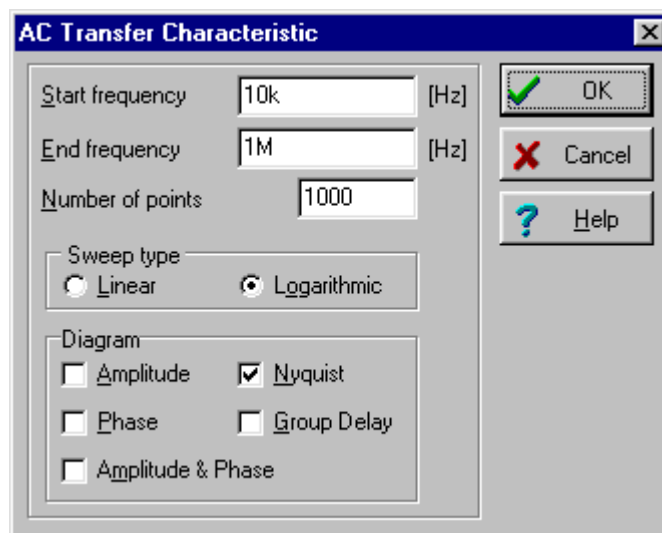 AC Transfer Characteristic
Start frequency 10k [Hz]
End frequency 1M [Hz]
Number of points 1000
Sweep type
Linear Logarithmic
Diagram
Amplitude Nyquist
Phase Group Delay
Amplitude & Phase
OK
Cancel
? Help